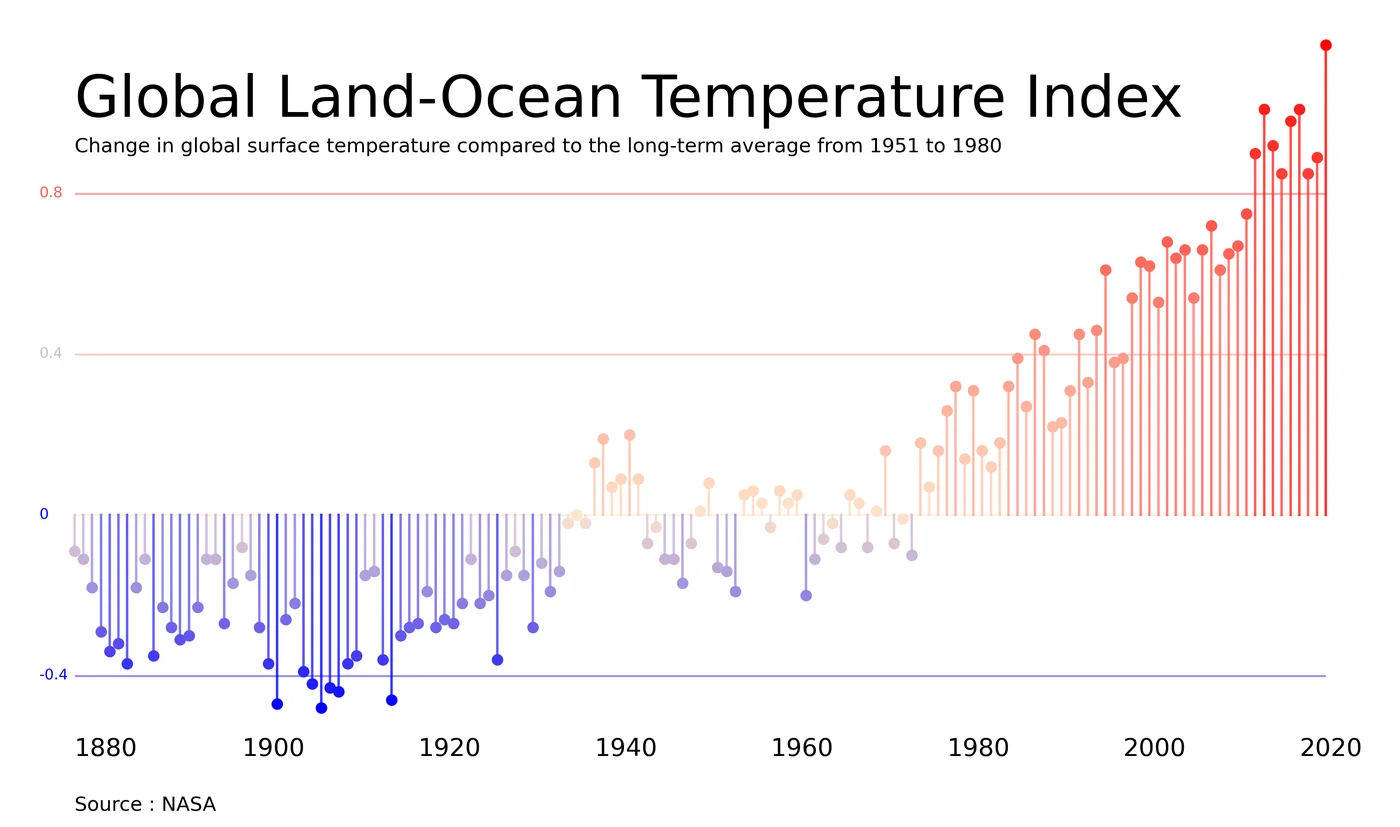 Global Land-Ocean Temperature Index
Change in global surface temperature compared to the long-term average from 1951 to 1980
0.8
0.4
0
-0.4
1880 1900 1920 1940 1960 1980 2000 2020
Source : NASA